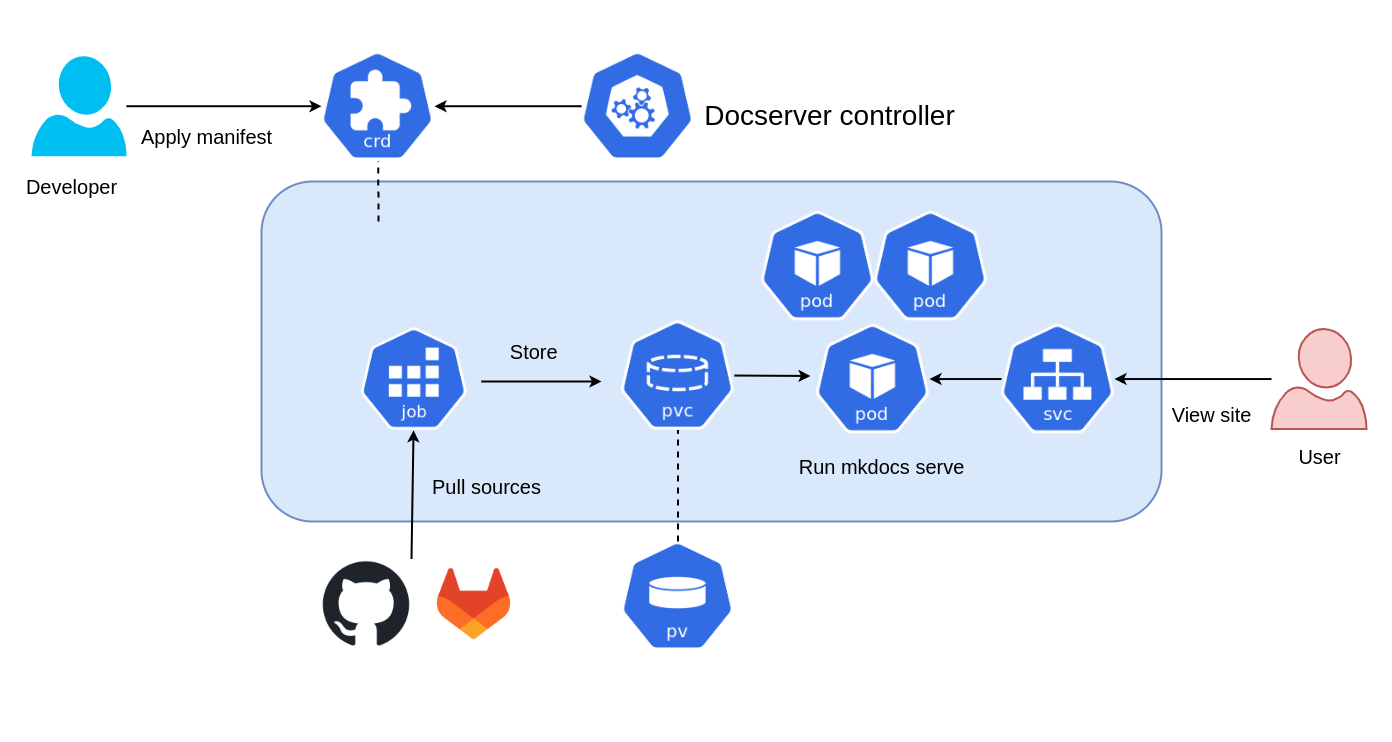 crd
Docserver controller
Apply manifest
Developer
pod
pod
Store
job
pvc
pod
svc
View site
User
Run mkdocs serve
Pull sources
pv